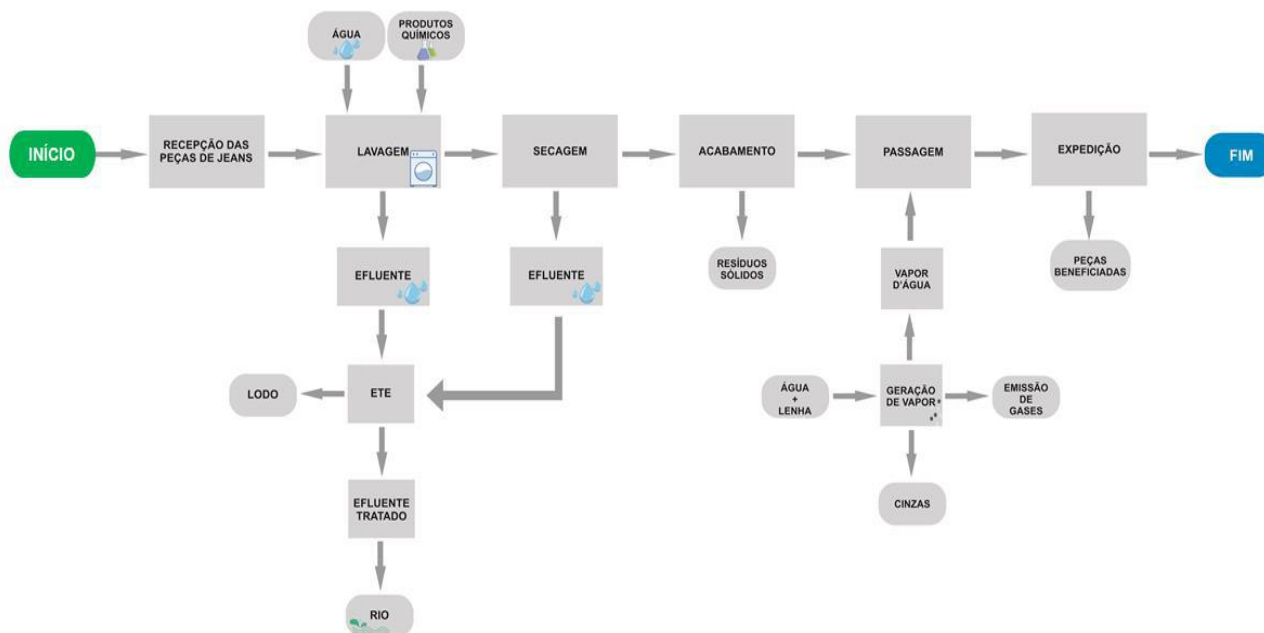 ÁGUA
PRODUTOS
QUÍMICOS
INÍCIO
RECEPÇÃO DAS
PEÇAS DE JEANS
LAVAGEM
SECAGEM
ACABAMENTO
PASSAGEM
EXPEDIÇÃO
FIM
EFLUENTE
EFLUENTE
RESÍDUOS
SÓLIDOS
VAPOR
D'ÁGUA
PEÇAS
BENEFICIADAS
LODO
ETE
ÁGUA
+
LENHA
GERAÇÃO
DE VAPOR
EMISSÃO
DE
GASES
EFLUENTE
TRATADO
CINZAS
RIO